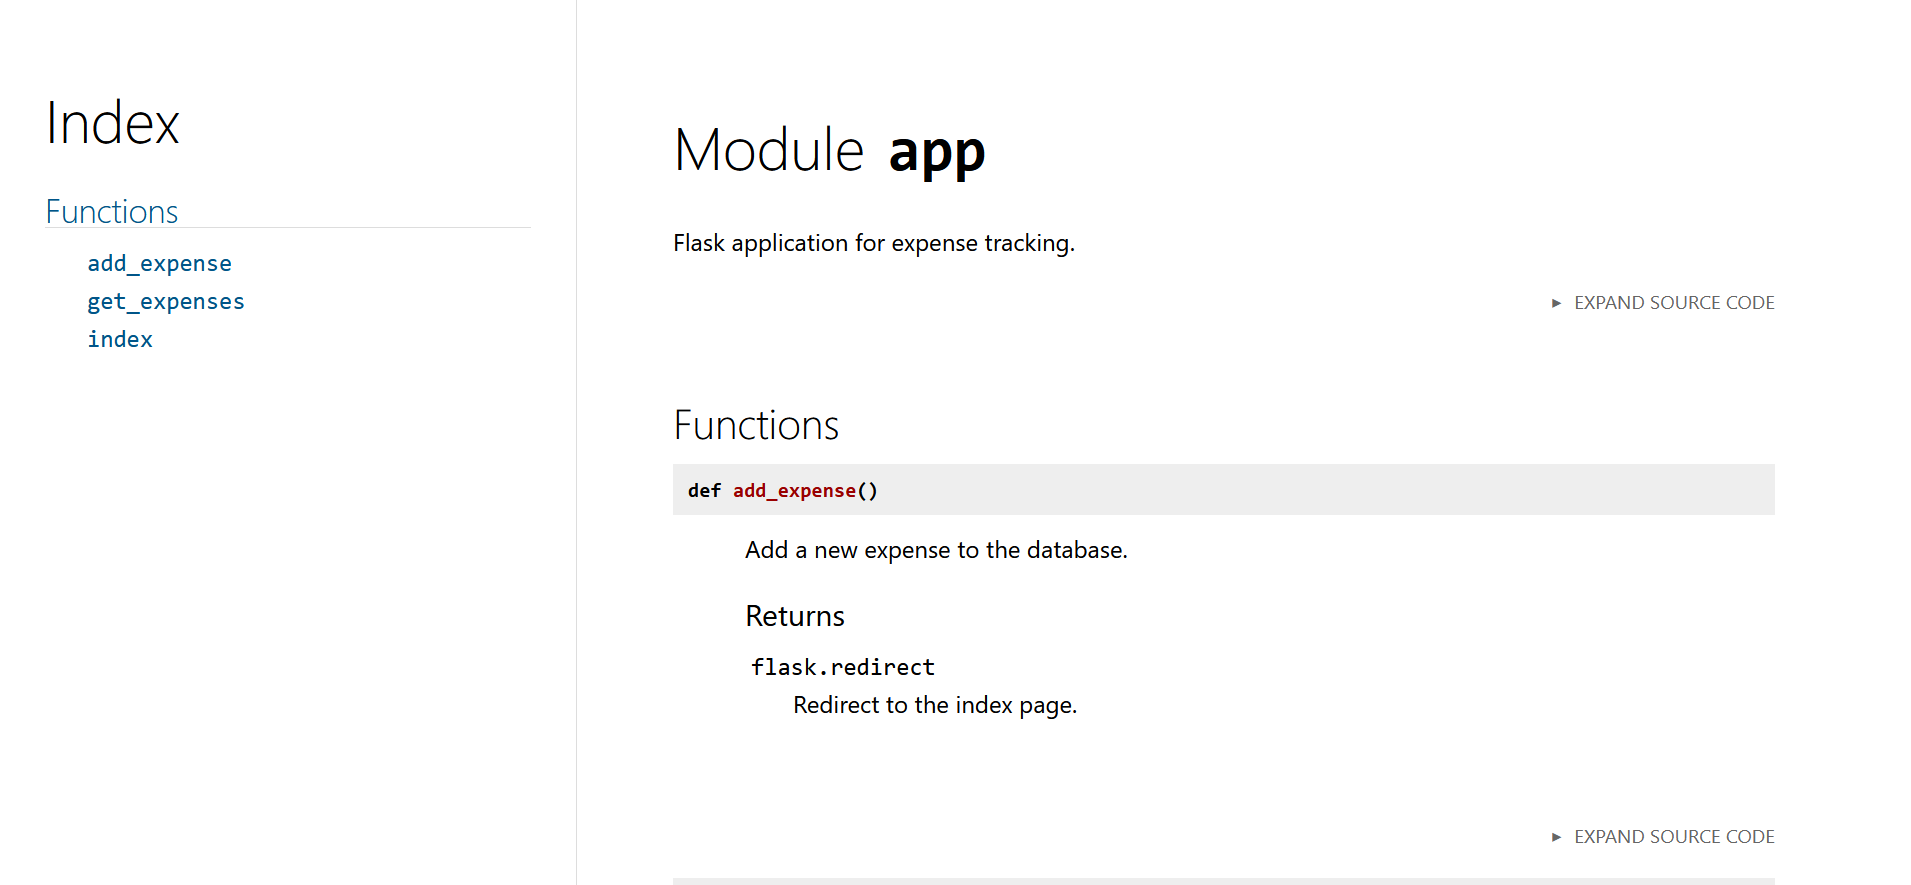 Index
Functions
add_expense
get_expenses
index
Module app
Flask application for expense tracking.
► EXPAND SOURCE CODE
Functions
def add_expense()
Add a new expense to the database.
Returns
flask.redirect
Redirect to the index page.
► EXPAND SOURCE CODE